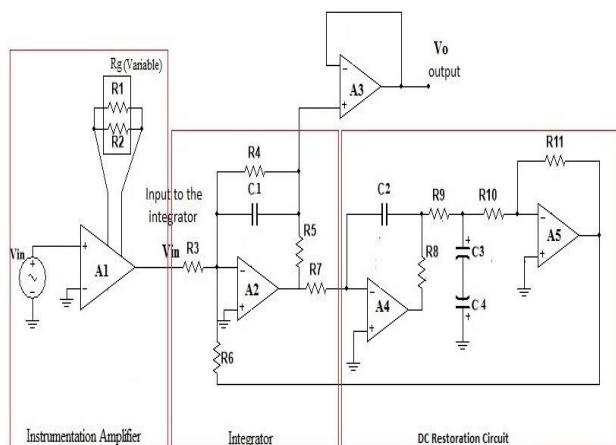 Rg (Variable)
R1
R2
Vin
+
A1
−
Instrumentation Amplifier
Input to the
integrator
Vin
R3
R4
C1
R5
−
A2
+
R7
R6
Integrator
−
A3
+
Vo
output
C2
R9
R10
R11
−
A4
+
R8
+
C3
C4
+
−
A5
+
DC Restoration Circuit